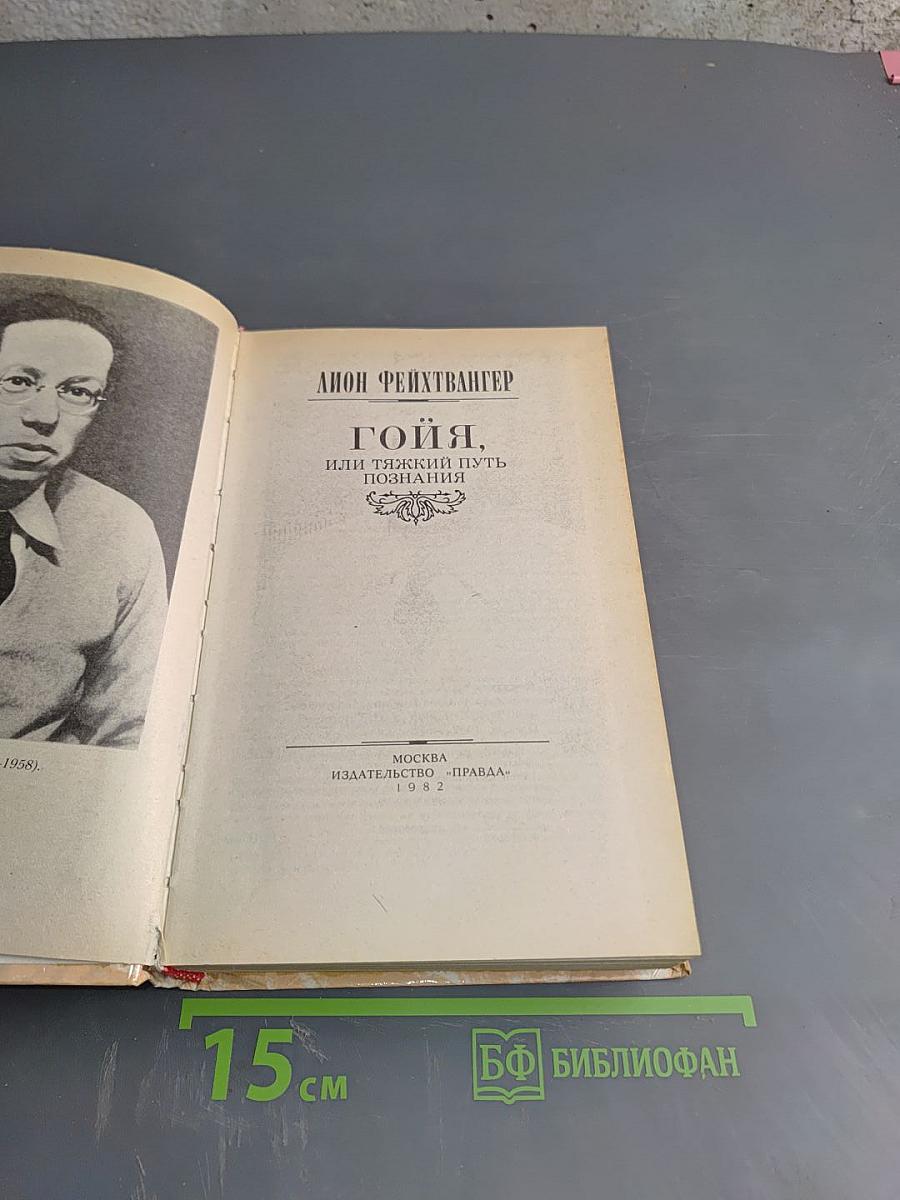 ЛИОН ФЕЙХТВАНГЕР
ГОЙЯ,
ИЛИ ТЯЖКИЙ ПУТЬ
ПОЗНАНИЯ
-1958).
МОСКВА
ИЗДАТЕЛЬСТВО «ПРАВДА»
1982
15 см
БФ БИБЛИОФАН